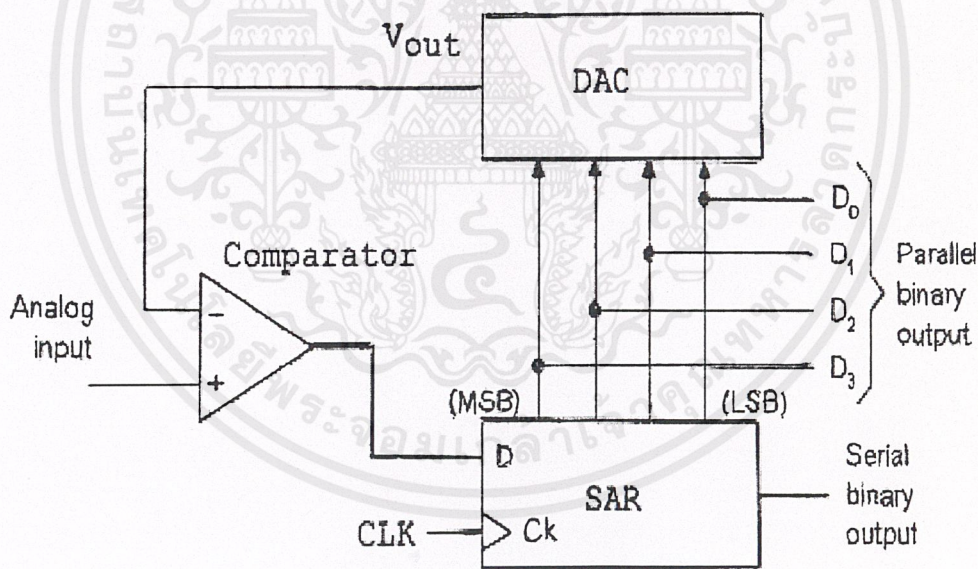 Vout
DAC
D0
D1
D2
D3
Parallel
binary
output
Comparator
Analog
input
−
+
(MSB)
(LSB)
D
SAR
CLK
Ck
Serial
binary
output